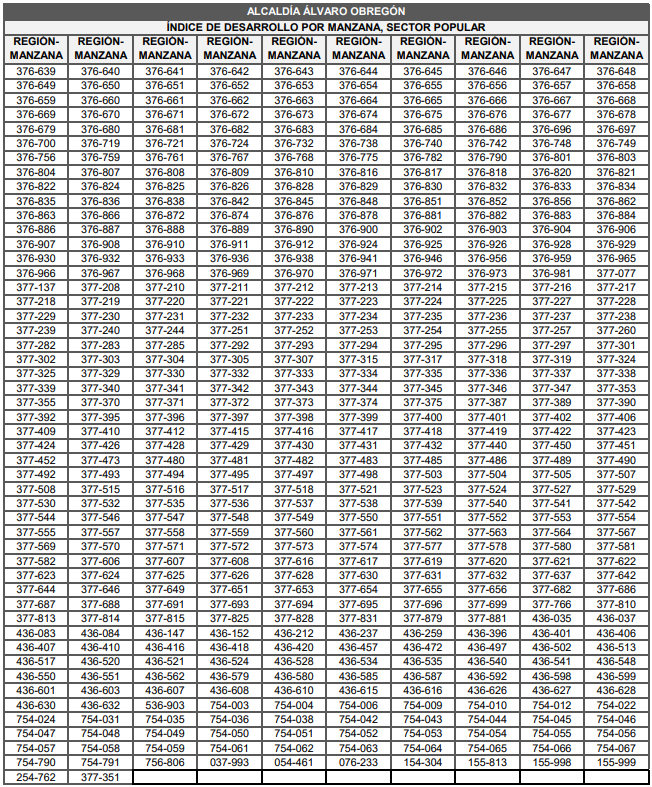 ALCALDÍA ÁLVARO OBREGÓN
ÍNDICE DE DESARROLLO POR MANZANA, SECTOR POPULAR
REGIÓN-MANZANA REGIÓN-MANZANA REGIÓN-MANZANA REGIÓN-MANZANA REGIÓN-MANZANA REGIÓN-MANZANA REGIÓN-MANZANA REGIÓN-MANZANA REGIÓN-MANZANA REGIÓN-MANZANA
376-639 376-640 376-641 376-642 376-643 376-644 376-645 376-646 376-647 376-648
376-649 376-650 376-651 376-652 376-653 376-654 376-655 376-656 376-657 376-658
376-659 376-660 376-661 376-662 376-663 376-664 376-665 376-666 376-667 376-668
376-669 376-670 376-671 376-672 376-673 376-674 376-675 376-676 376-677 376-678
376-679 376-680 376-681 376-682 376-683 376-684 376-685 376-686 376-696 376-697
376-700 376-719 376-721 376-724 376-732 376-738 376-740 376-742 376-748 376-749
376-756 376-759 376-761 376-767 376-768 376-775 376-782 376-790 376-801 376-803
376-804 376-807 376-808 376-809 376-810 376-816 376-817 376-818 376-820 376-821
376-822 376-824 376-825 376-826 376-828 376-829 376-830 376-832 376-833 376-834
376-835 376-836 376-838 376-842 376-845 376-848 376-851 376-852 376-856 376-862
376-863 376-866 376-872 376-874 376-876 376-878 376-881 376-882 376-883 376-884
376-886 376-887 376-888 376-889 376-890 376-900 376-902 376-903 376-904 376-906
376-907 376-908 376-910 376-911 376-912 376-924 376-925 376-926 376-928 376-929
376-930 376-932 376-933 376-936 376-938 376-941 376-946 376-956 376-959 376-965
376-966 376-967 376-968 376-969 376-970 376-971 376-972 376-973 376-981 377-077
377-137 377-208 377-210 377-211 377-212 377-213 377-214 377-215 377-216 377-217
377-218 377-219 377-220 377-221 377-222 377-223 377-224 377-225 377-227 377-228
377-229 377-230 377-231 377-232 377-233 377-234 377-235 377-236 377-237 377-238
377-239 377-240 377-244 377-251 377-252 377-253 377-254 377-255 377-257 377-260
377-282 377-283 377-285 377-292 377-293 377-294 377-295 377-296 377-297 377-301
377-302 377-303 377-304 377-305 377-307 377-315 377-317 377-318 377-319 377-324
377-325 377-329 377-330 377-332 377-333 377-334 377-335 377-336 377-337 377-338
377-339 377-340 377-341 377-342 377-343 377-344 377-345 377-346 377-347 377-353
377-355 377-370 377-371 377-372 377-373 377-374 377-375 377-387 377-389 377-390
377-392 377-395 377-396 377-397 377-398 377-399 377-400 377-401 377-402 377-406
377-409 377-410 377-412 377-415 377-416 377-417 377-418 377-419 377-422 377-423
377-424 377-426 377-428 377-429 377-430 377-431 377-432 377-440 377-450 377-451
377-452 377-473 377-480 377-481 377-482 377-483 377-485 377-486 377-489 377-490
377-492 377-493 377-494 377-495 377-497 377-498 377-503 377-504 377-505 377-507
377-508 377-515 377-516 377-517 377-518 377-521 377-523 377-524 377-527 377-529
377-530 377-532 377-535 377-536 377-537 377-538 377-539 377-540 377-541 377-542
377-544 377-546 377-547 377-548 377-549 377-550 377-551 377-552 377-553 377-554
377-555 377-557 377-558 377-559 377-560 377-561 377-562 377-563 377-564 377-567
377-569 377-570 377-571 377-572 377-573 377-574 377-577 377-578 377-580 377-581
377-582 377-606 377-607 377-608 377-616 377-617 377-619 377-620 377-621 377-622
377-623 377-624 377-625 377-626 377-628 377-630 377-631 377-632 377-637 377-642
377-644 377-646 377-649 377-651 377-653 377-654 377-655 377-656 377-682 377-686
377-687 377-688 377-691 377-693 377-694 377-695 377-696 377-699 377-766 377-810
377-813 377-814 377-815 377-825 377-828 377-831 377-879 377-881 436-035 436-037
436-083 436-084 436-147 436-152 436-212 436-237 436-259 436-396 436-401 436-406
436-407 436-410 436-416 436-418 436-420 436-457 436-472 436-497 436-502 436-513
436-517 436-520 436-521 436-524 436-528 436-534 436-535 436-540 436-541 436-548
436-550 436-551 436-562 436-579 436-580 436-585 436-587 436-592 436-598 436-599
436-601 436-603 436-607 436-608 436-610 436-615 436-616 436-626 436-627 436-628
436-630 436-632 536-903 754-003 754-004 754-006 754-009 754-010 754-012 754-022
754-024 754-031 754-035 754-036 754-038 754-042 754-043 754-044 754-045 754-046
754-047 754-048 754-049 754-050 754-051 754-052 754-053 754-054 754-055 754-056
754-057 754-058 754-059 754-061 754-062 754-063 754-064 754-065 754-066 754-067
754-790 754-791 756-806 037-993 054-461 076-233 154-304 155-813 155-998 155-999
254-762 377-351